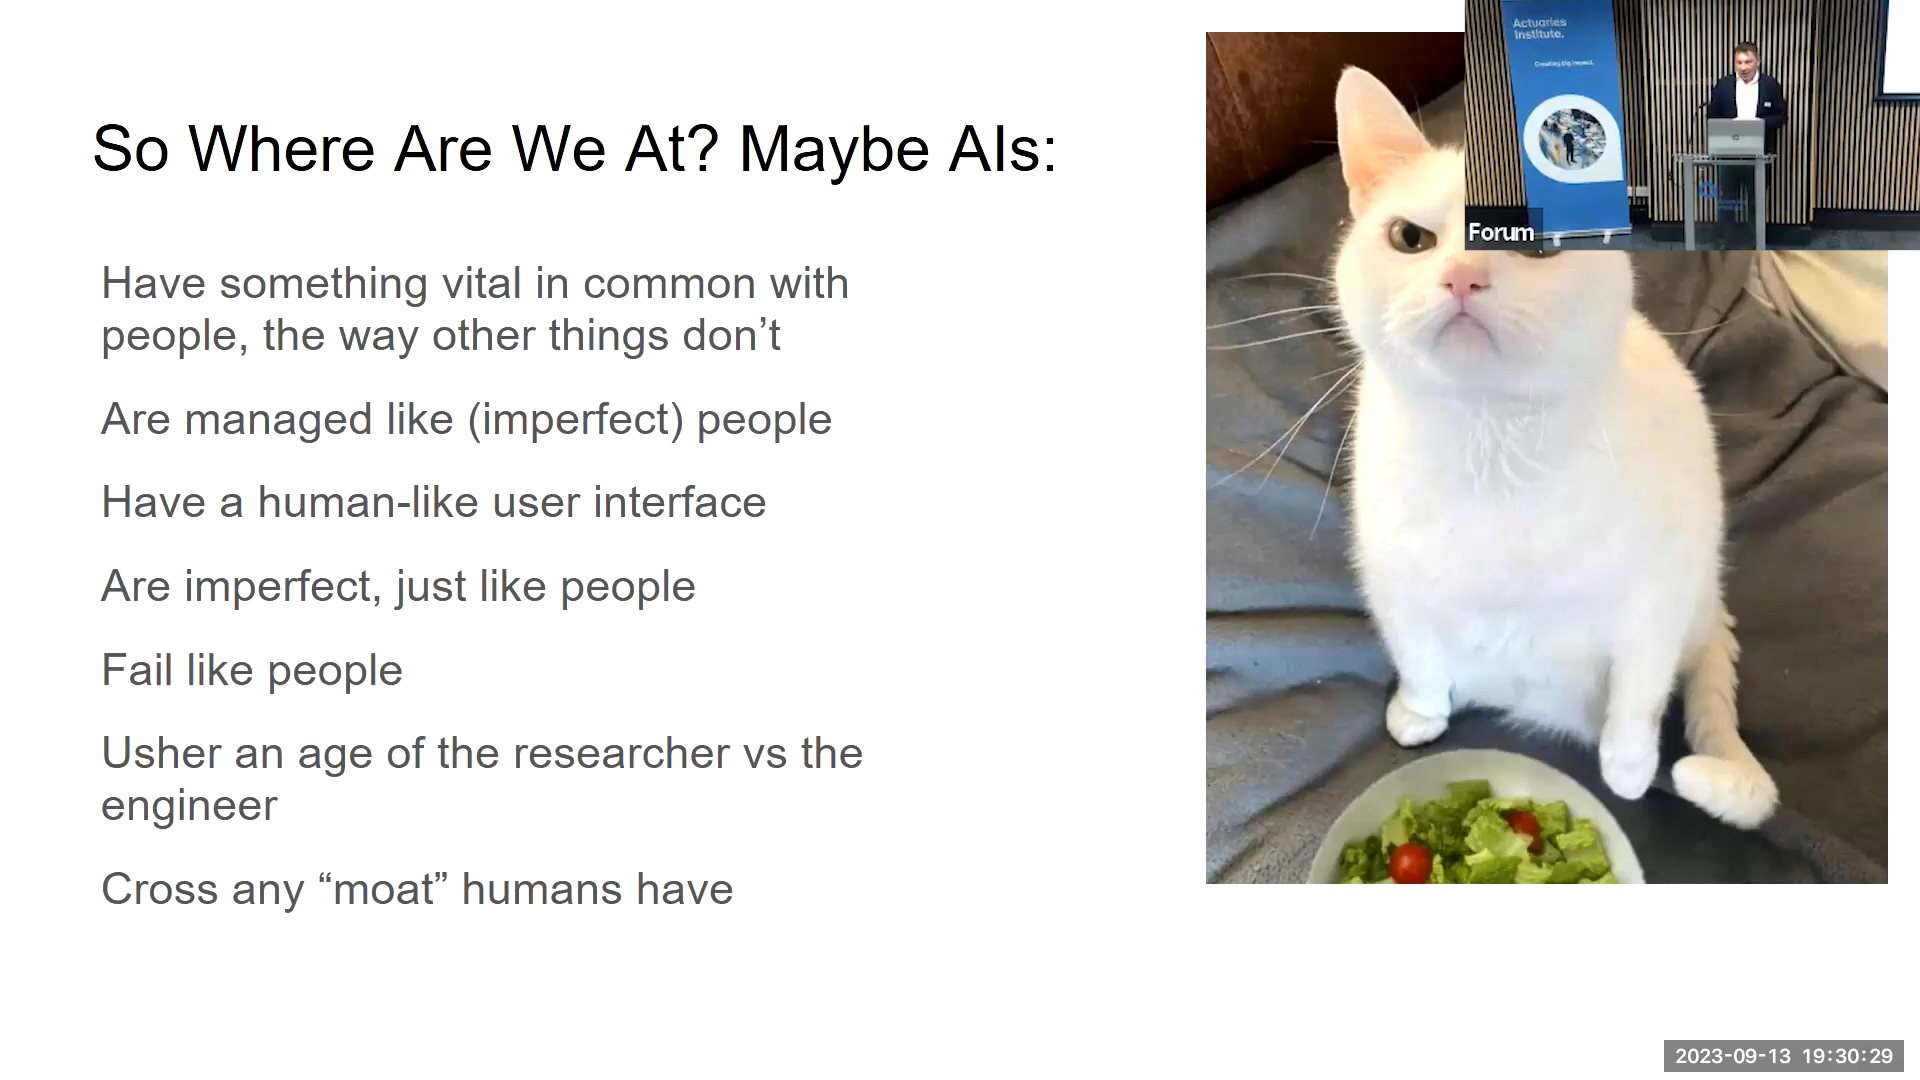 So Where Are We At? Maybe AIs:
Have something vital in common with
people, the way other things don’t
Are managed like (imperfect) people
Have a human-like user interface
Are imperfect, just like people
Fail like people
Usher an age of the researcher vs the
engineer
Cross any “moat” humans have
Actuaries
Institute.
Creating big impact.
Forum
2023-09-13 19:30:29